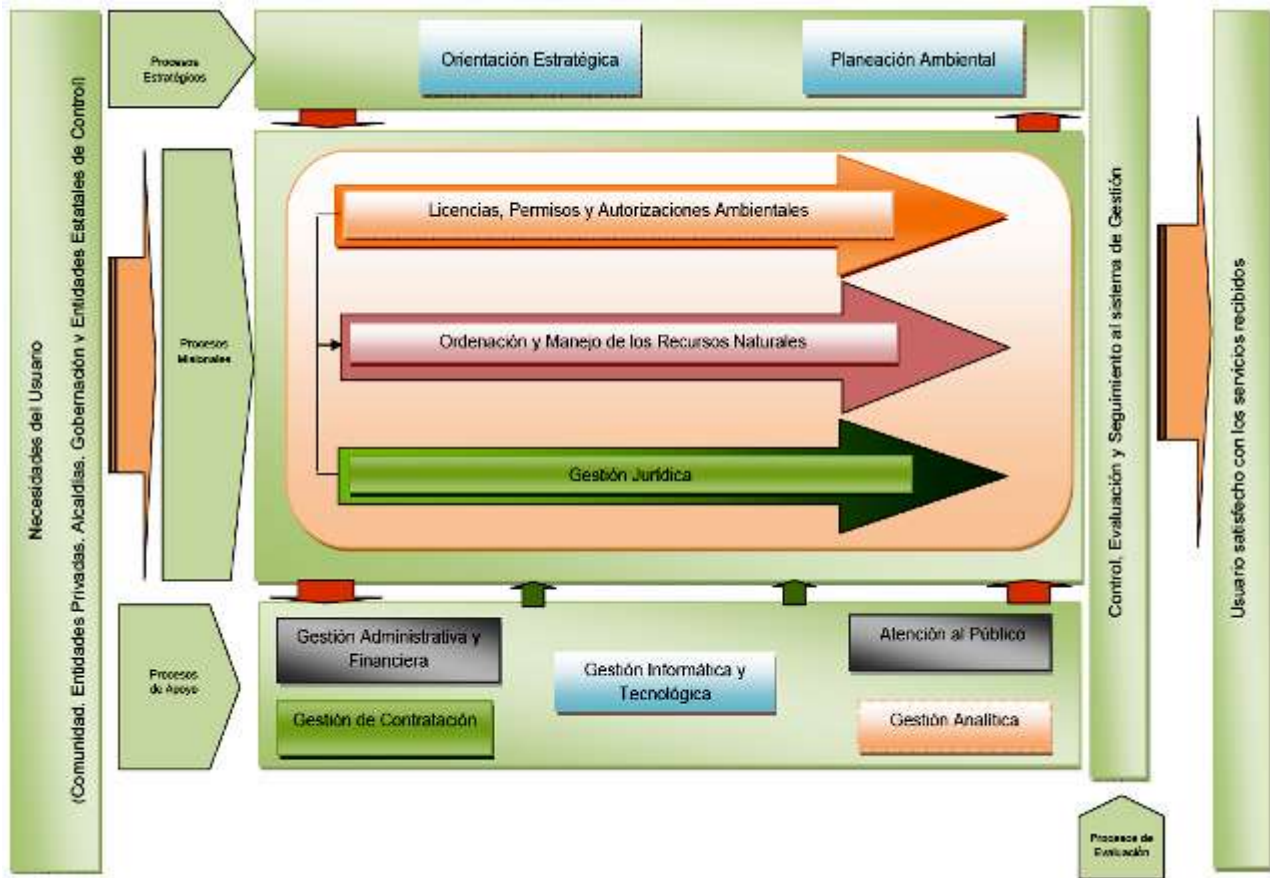 Necesidades del Usuario
(Comunidad, Entidades Privadas, Alcaldías, Gobernación y Entidades Estatales de Control)
Procesos
Estratégicos
Orientación Estratégica
Planeación Ambiental
Procesos
Misionales
Licencias, Permisos y Autorizaciones Ambientales
Ordenación y Manejo de los Recursos Naturales
Gestión Jurídica
Procesos
de Apoyo
Gestión Administrativa y
Financiera
Gestión de Contratación
Gestión Informática y
Tecnológica
Atención al Público
Gestión Analítica
Control, Evaluación y Seguimiento al sistema de Gestión
Procesos de
Evaluación
Usuario satisfecho con los servicios recibidos